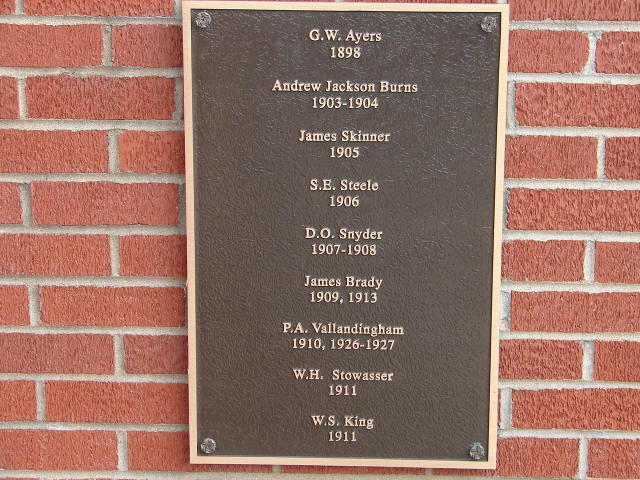 G.W. Ayers
1898
Andrew Jackson Burns
1903-1904
James Skinner
1905
S.E. Steele
1906
D.O. Snyder
1907-1908
James Brady
1909, 1913
P.A. Vallandingham
1910, 1926-1927
W.H. Stowasser
1911
W.S. King
1911